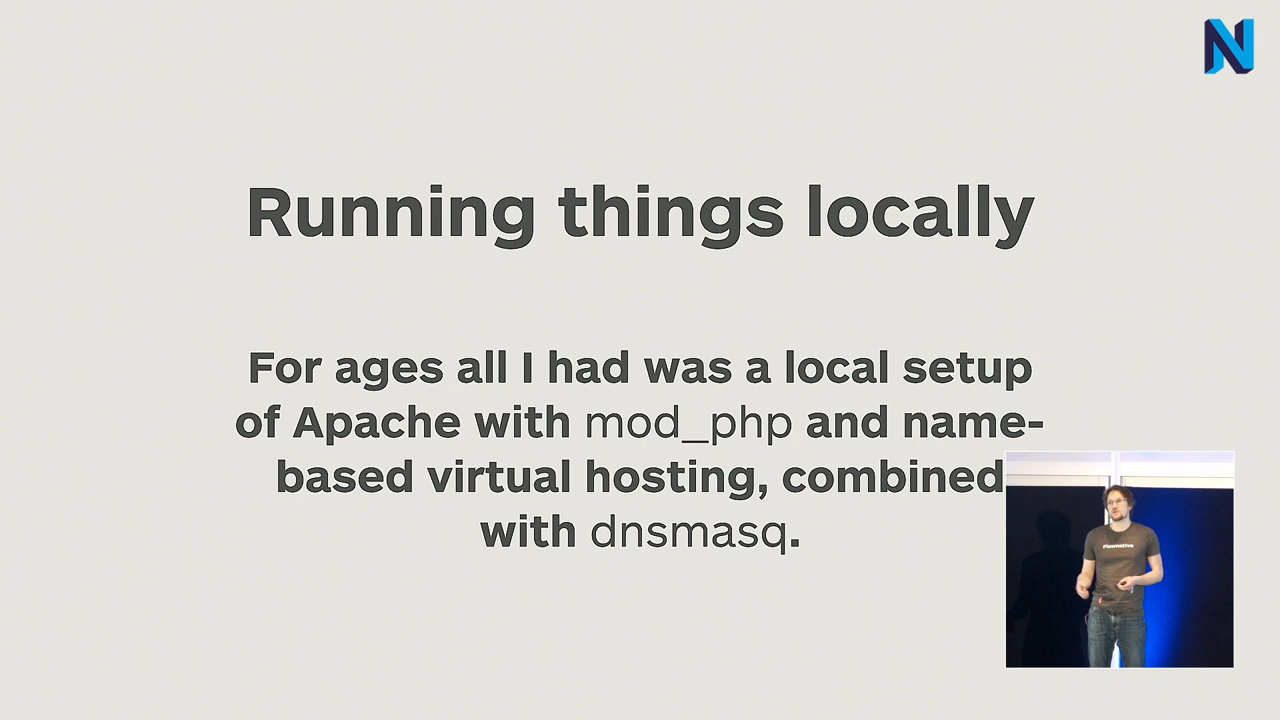 Running things locally
For ages all I had was a local setup
of Apache with mod_php and name-
based virtual hosting, combined
with dnsmasq.
Flownative